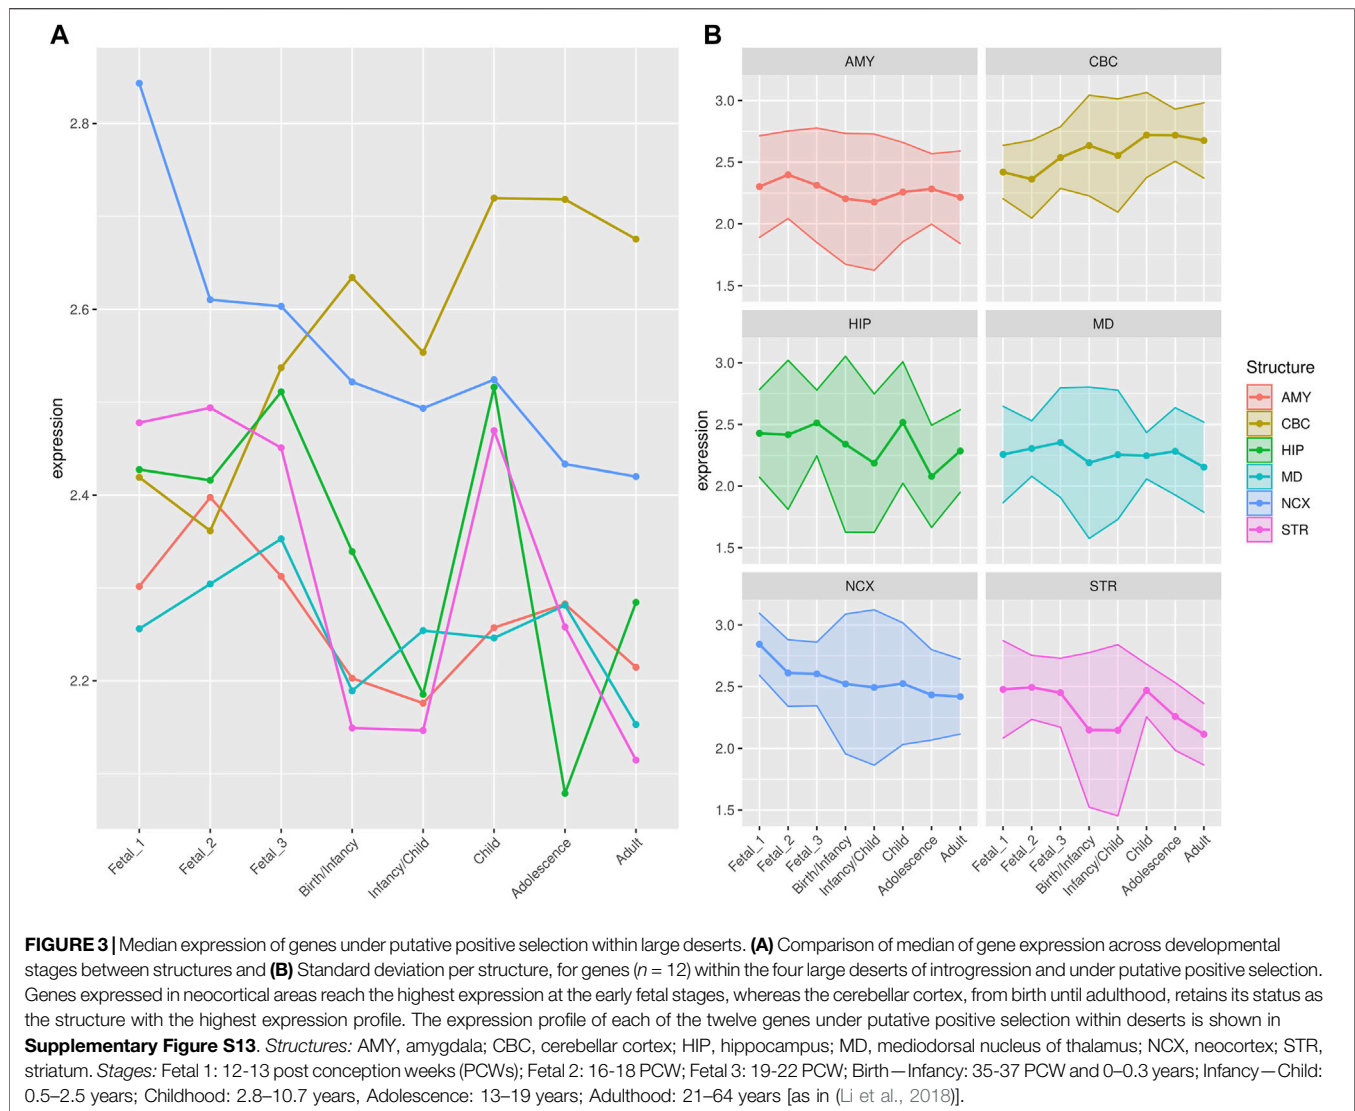 A
2.8
2.6
2.4
2.2
expression
Fetal_1
Fetal_2
Fetal_3
Birth/Infancy
Infancy/Child
Child
Adolescence
Adult
B
AMY
CBC
3.0
2.5
2.0
1.5
HIP
MD
3.0
2.5
2.0
1.5
expression
NCX
STR
3.0
2.5
2.0
1.5
Fetal_1
Fetal_2
Fetal_3
Birth/Infancy
Infancy/Child
Child
Adolescence
Adult
Fetal_1
Fetal_2
Fetal_3
Birth/Infancy
Infancy/Child
Child
Adolescence
Adult
Structure
AMY
CBC
HIP
MD
NCX
STR
FIGURE 3 | Median expression of genes under putative positive selection within large deserts. (A) Comparison of median of gene expression across developmental
stages between structures and (B) Standard deviation per structure, for genes (n = 12) within the four large deserts of introgression and under putative positive selection.
Genes expressed in neocortical areas reach the highest expression at the early fetal stages, whereas the cerebellar cortex, from birth until adulthood, retains its status as
the structure with the highest expression profile. The expression profile of each of the twelve genes under putative positive selection within deserts is shown in
Supplementary Figure S13. Structures: AMY, amygdala; CBC, cerebellar cortex; HIP, hippocampus; MD, mediodorsal nucleus of thalamus; NCX, neocortex; STR,
striatum. Stages: Fetal 1: 12-13 post conception weeks (PCWs); Fetal 2: 16-18 PCW; Fetal 3: 19-22 PCW; Birth—Infancy: 35-37 PCW and 0–0.3 years; Infancy—Child:
0.5–2.5 years; Childhood: 2.8–10.7 years, Adolescence: 13–19 years; Adulthood: 21–64 years [as in (Li et al., 2018)].